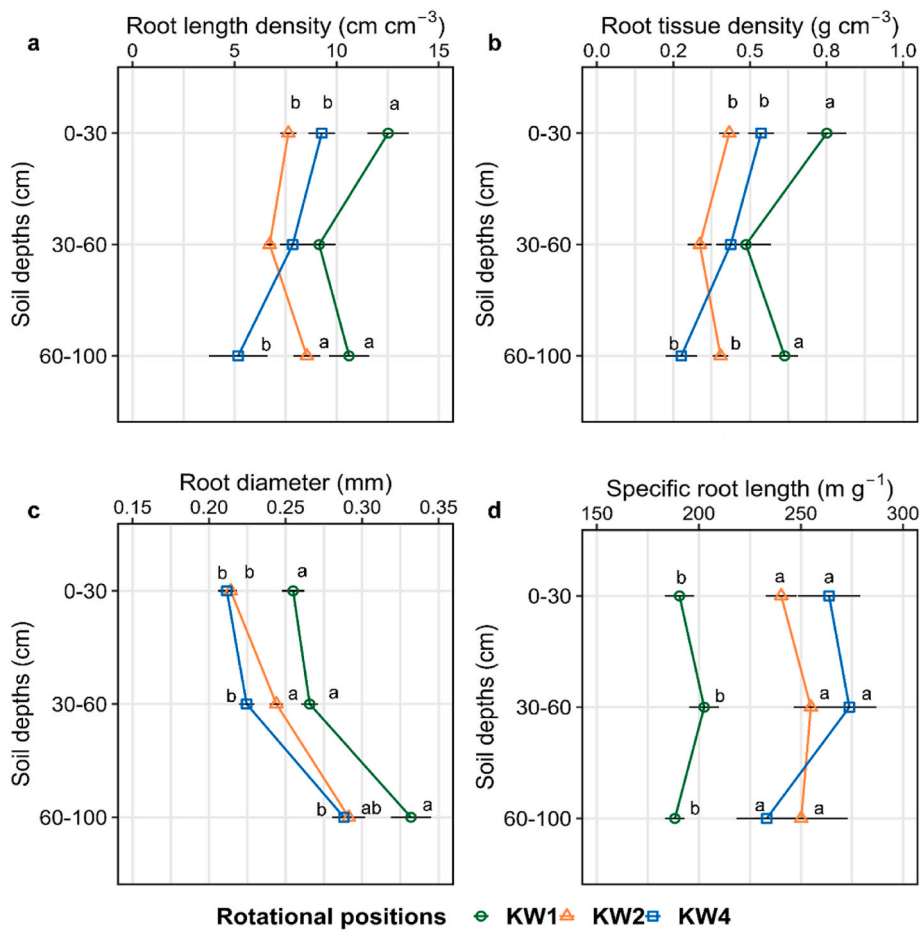 Root length density (cm cm⁻³)
a
0 5 10 15
b b a
0-30
30-60
60-100
b a a
Soil depths (cm)
Root tissue density (g cm⁻³)
b
0.0 0.2 0.5 0.8 1.0
b b a
0-30
30-60
60-100
b b a
Soil depths (cm)
Root diameter (mm)
c
0.15 0.20 0.25 0.30 0.35
b b a
0-30
b a a
30-60
b ab a
60-100
Soil depths (cm)
Specific root length (m g⁻¹)
d
150 200 250 300
b a a
0-30
b a a
30-60
b a a
60-100
Soil depths (cm)
Rotational positions KW1 KW2 KW4